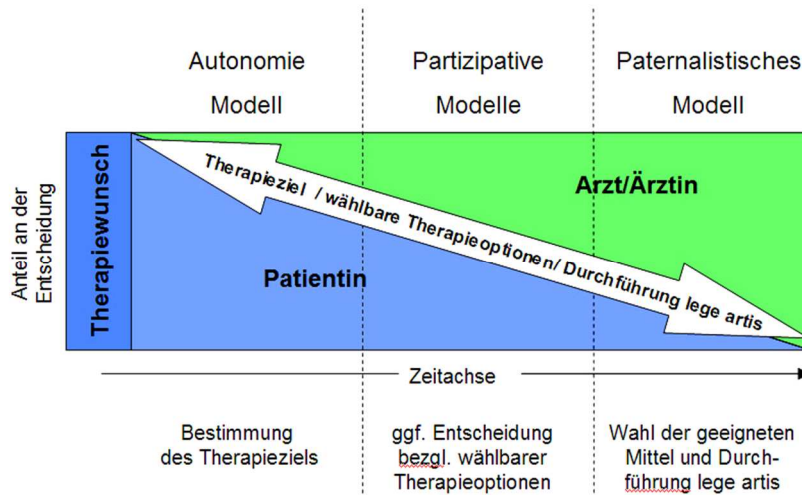 Autonomie
Modell
Partizipative
Modelle
Paternalistisches
Modell
Anteil an der
Entscheidung
Therapiewunsch
Therapieziel / wählbare Therapieoptionen/ Durchführung lege artis
Arzt/Ärztin
Patientin
Zeitachse
Bestimmung
des Therapieziels
ggf. Entscheidung
bezgl. wählbarer
Therapieoptionen
Wahl der geeigneten
Mittel und Durch-
führung lege artis